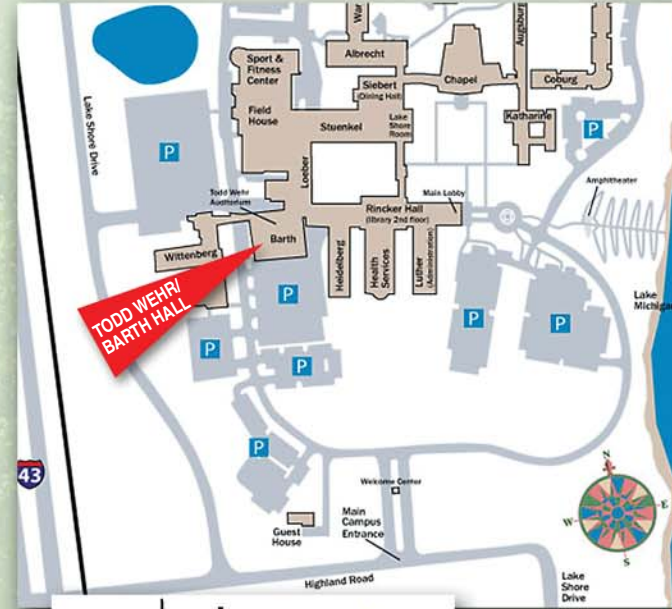 War
Augsburg
Albrecht
Sport &
Fitness
Center
Siebert
(Dining Hall)
Chapel
Coburg
Lake Shore Drive
Field
House
Stuenkel
Lake
Shore
Room
Katharine
P
P
Loeber
Amphitheater
Todd Wehr
Auditorium
Main Lobby
Rincker Hall
(library 2nd floor)
Barth
Wittenberg
Heidelberg
Health
Services
Luther
(Administration)
TODD WEHR/
BARTH HALL
P
Lake
Michigan
P
P
P
P
P
43
Welcome Center
N
W
E
S
Guest
House
Main
Campus
Entrance
Highland Road
Lake
Shore
Drive